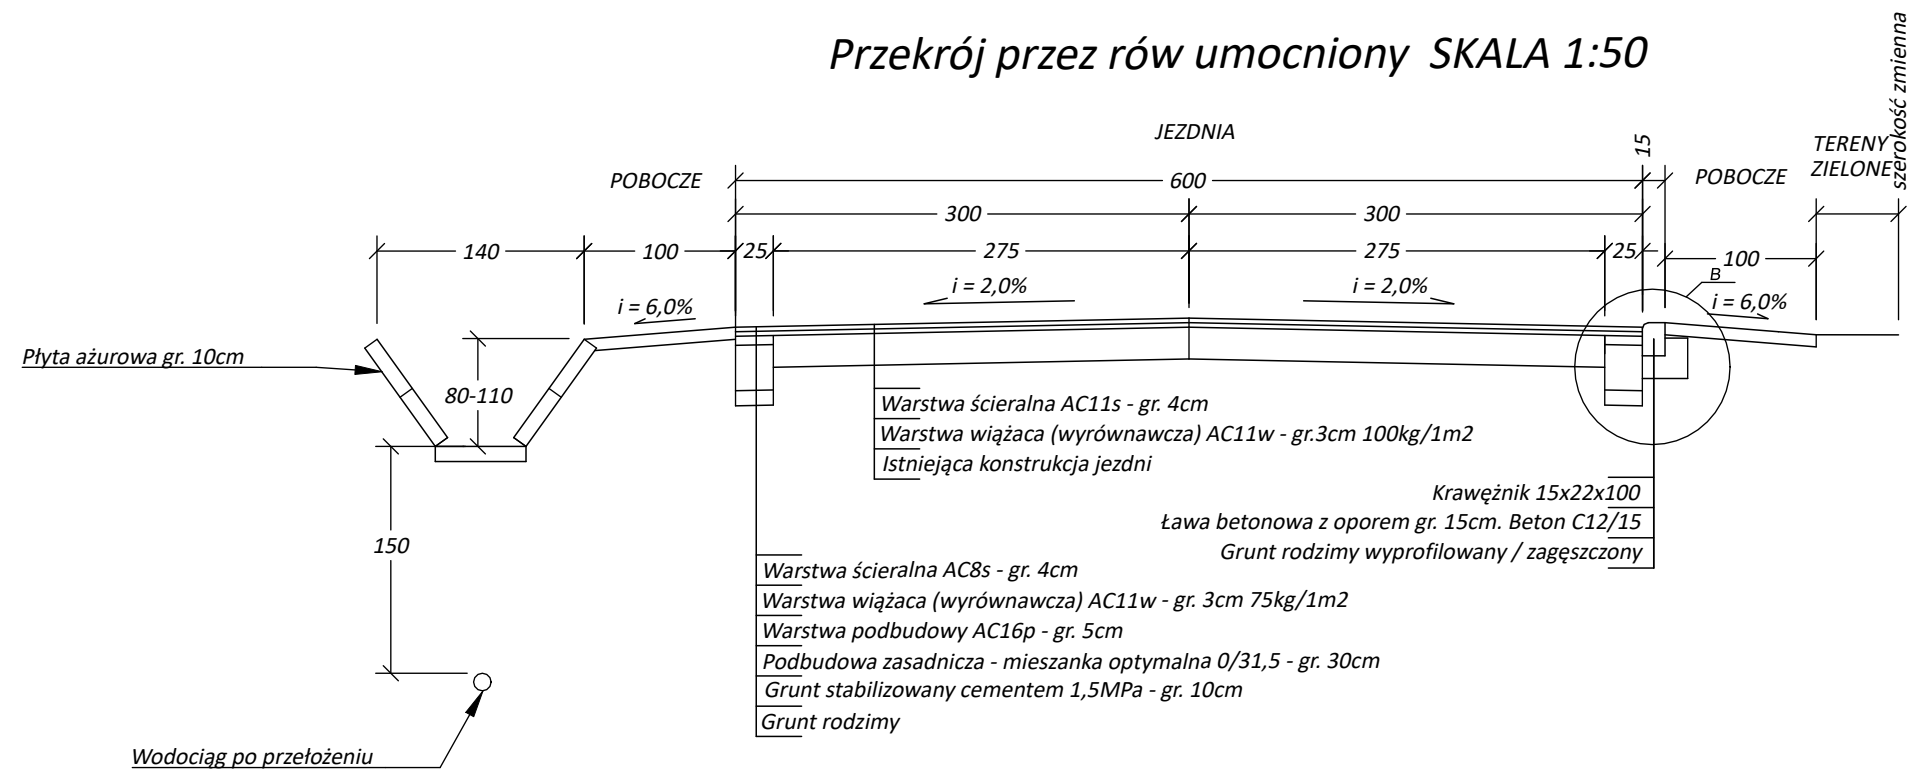 Przekrój przez rów umocniony SKALA 1:50
szerokość zmienna
JEZDNIA
15
TERENY
ZIELONE
POBOCZE
600
POBOCZE
300
300
140
100
25
275
275
25
100
B
i = 6,0%
i = 2,0%
i = 2,0%
i = 6,0%
Płyta ażurowa gr. 10cm
80-110
Warstwa ścieralna AC11s - gr. 4cm
Warstwa wiążaca (wyrównawcza) AC11w - gr.3cm 100kg/1m2
Istniejąca konstrukcja jezdni
Krawężnik 15x22x100
Ława betonowa z oporem gr. 15cm. Beton C12/15
Grunt rodzimy wyprofilowany / zagęszczony
150
Warstwa ścieralna AC8s - gr. 4cm
Warstwa wiążaca (wyrównawcza) AC11w - gr. 3cm 75kg/1m2
Warstwa podbudowy AC16p - gr. 5cm
Podbudowa zasadnicza - mieszanka optymalna 0/31,5 - gr. 30cm
Grunt stabilizowany cementem 1,5MPa - gr. 10cm
Grunt rodzimy
Wodociąg po przełożeniu